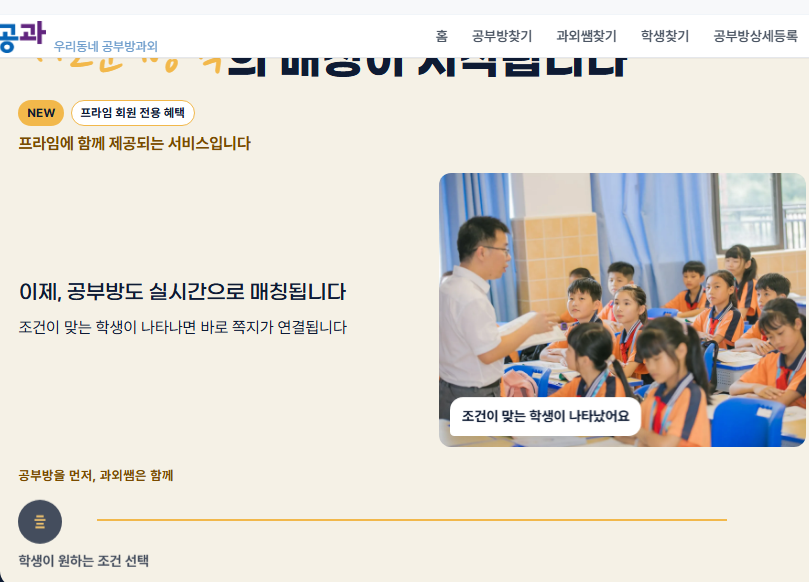 공과
우리동네 공부방과외
홈
공부방찾기
과외쌤찾기
학생찾기
공부방상세등록
의 매칭이 시작됩니다
NEW
프라임 회원 전용 혜택
프라임에 함께 제공되는 서비스입니다
이제, 공부방도 실시간으로 매칭됩니다
조건이 맞는 학생이 나타나면 바로 쪽지가 연결됩니다
조건이 맞는 학생이 나타났어요
공부방을 먼저, 과외쌤은 함께
학생이 원하는 조건 선택